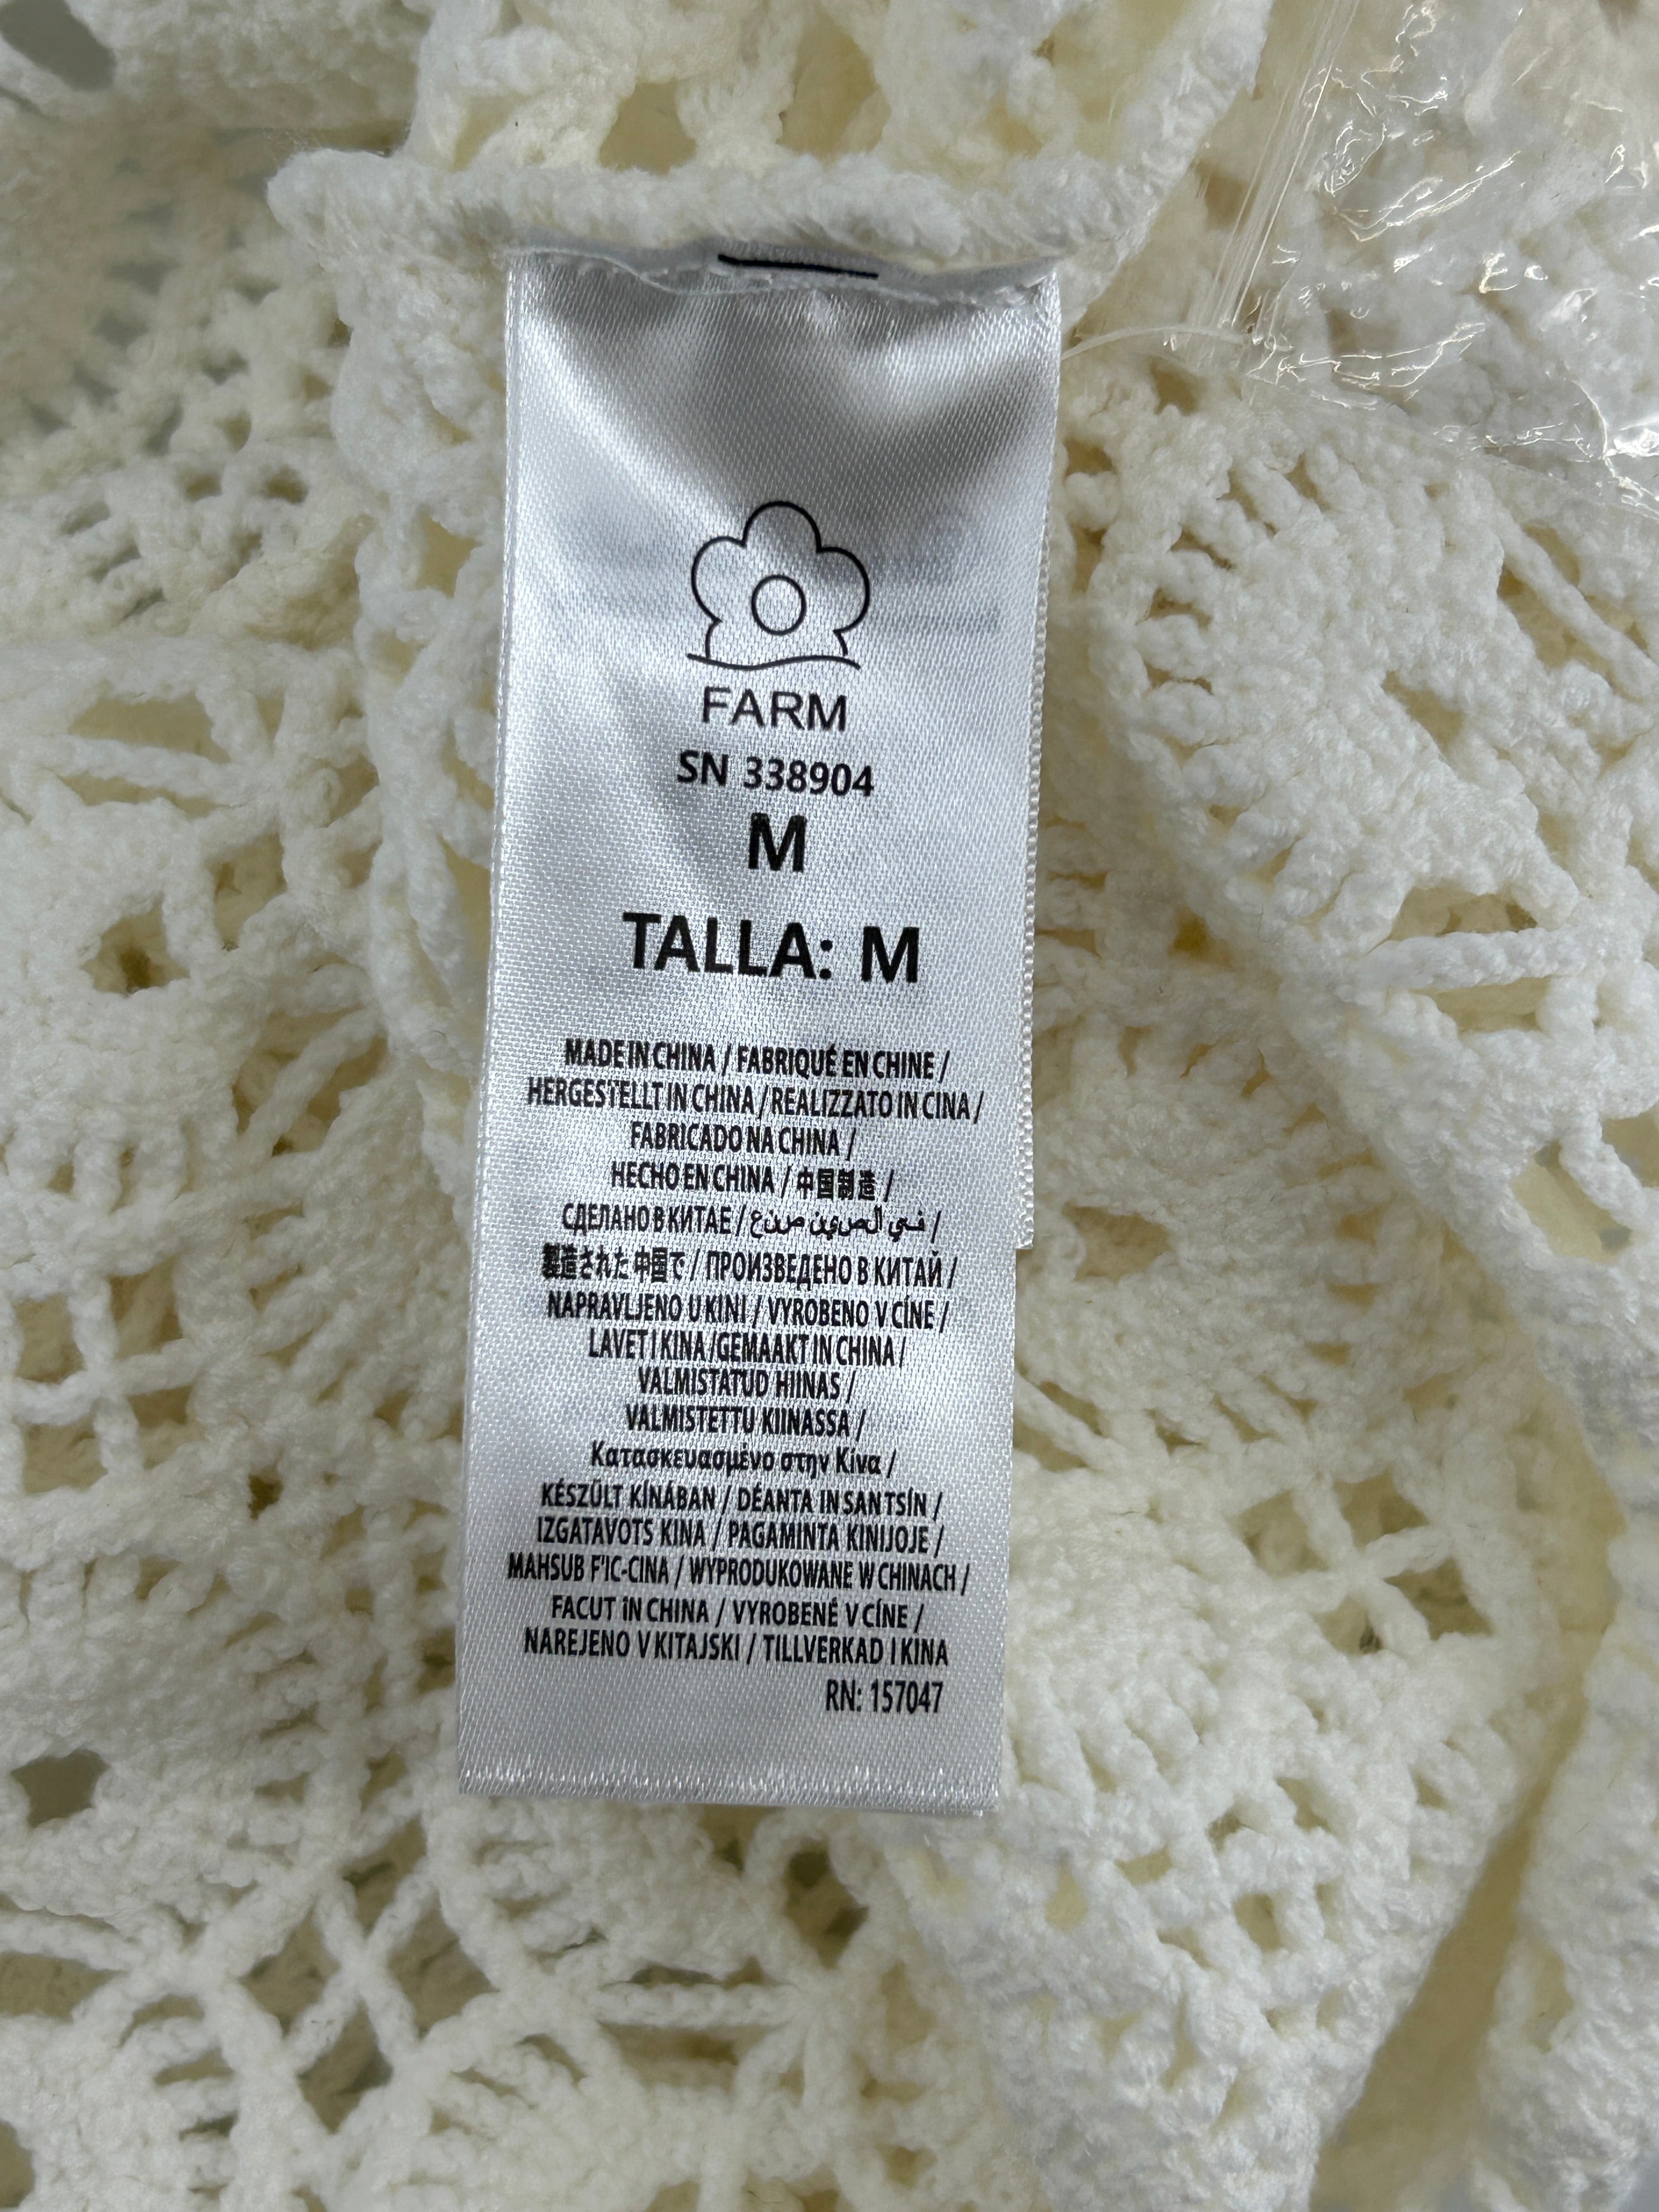 FARM
SN 338904
M
TALLA: M
MADE IN CHINA / FABRIQUÉ EN CHINE /
HERGESTELLT IN CHINA / REALIZZATO IN CINA /
FABRICADO NA CHINA /
HECHO EN CHINA / 中国制造 /
СДЕЛАНО В КИТАЕ / في الصين صنع /
製造された 中国で / ПРОИЗВЕДЕНО В КИТАЙ /
NAPRAVLJENO U KINI / VYROBENO V CÍNE /
LAVET I KINA /GEMAAKT IN CHINA /
VALMISTATUD HIINAS /
VALMISTETTU KIINASSA /
Κατασκευασμένο στην Κίνα /
KÉSZÜLT KÍNÁBAN / DÉANTA IN SAN TSÍN /
IZGATAVOTS KINA / PAGAMINTA KINIJOJE /
MAHSUB F'IC-CINA / WYPRODUKOWANE W CHINACH /
FACUT îN CHINA / VYROBENÉ V CÍNE /
NAREJENO V KITAJSKI / TILLVERKAD I KINA
RN: 157047